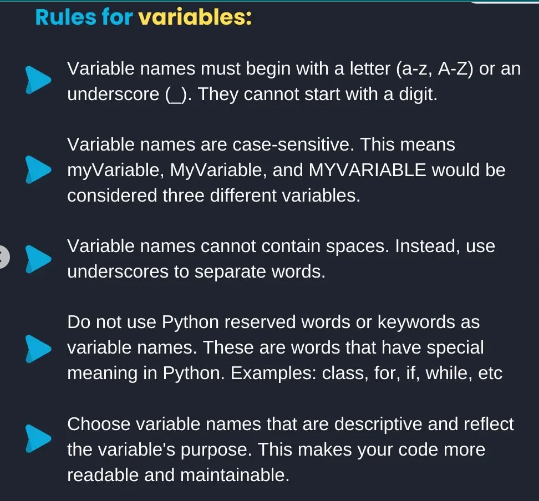 Rules for variables:
Variable names must begin with a letter (a-z, A-Z) or an
underscore (_). They cannot start with a digit.
Variable names are case-sensitive. This means
myVariable, MyVariable, and MYVARIABLE would be
considered three different variables.
Variable names cannot contain spaces. Instead, use
underscores to separate words.
Do not use Python reserved words or keywords as
variable names. These are words that have special
meaning in Python. Examples: class, for, if, while, etc
Choose variable names that are descriptive and reflect
the variable's purpose. This makes your code more
readable and maintainable.